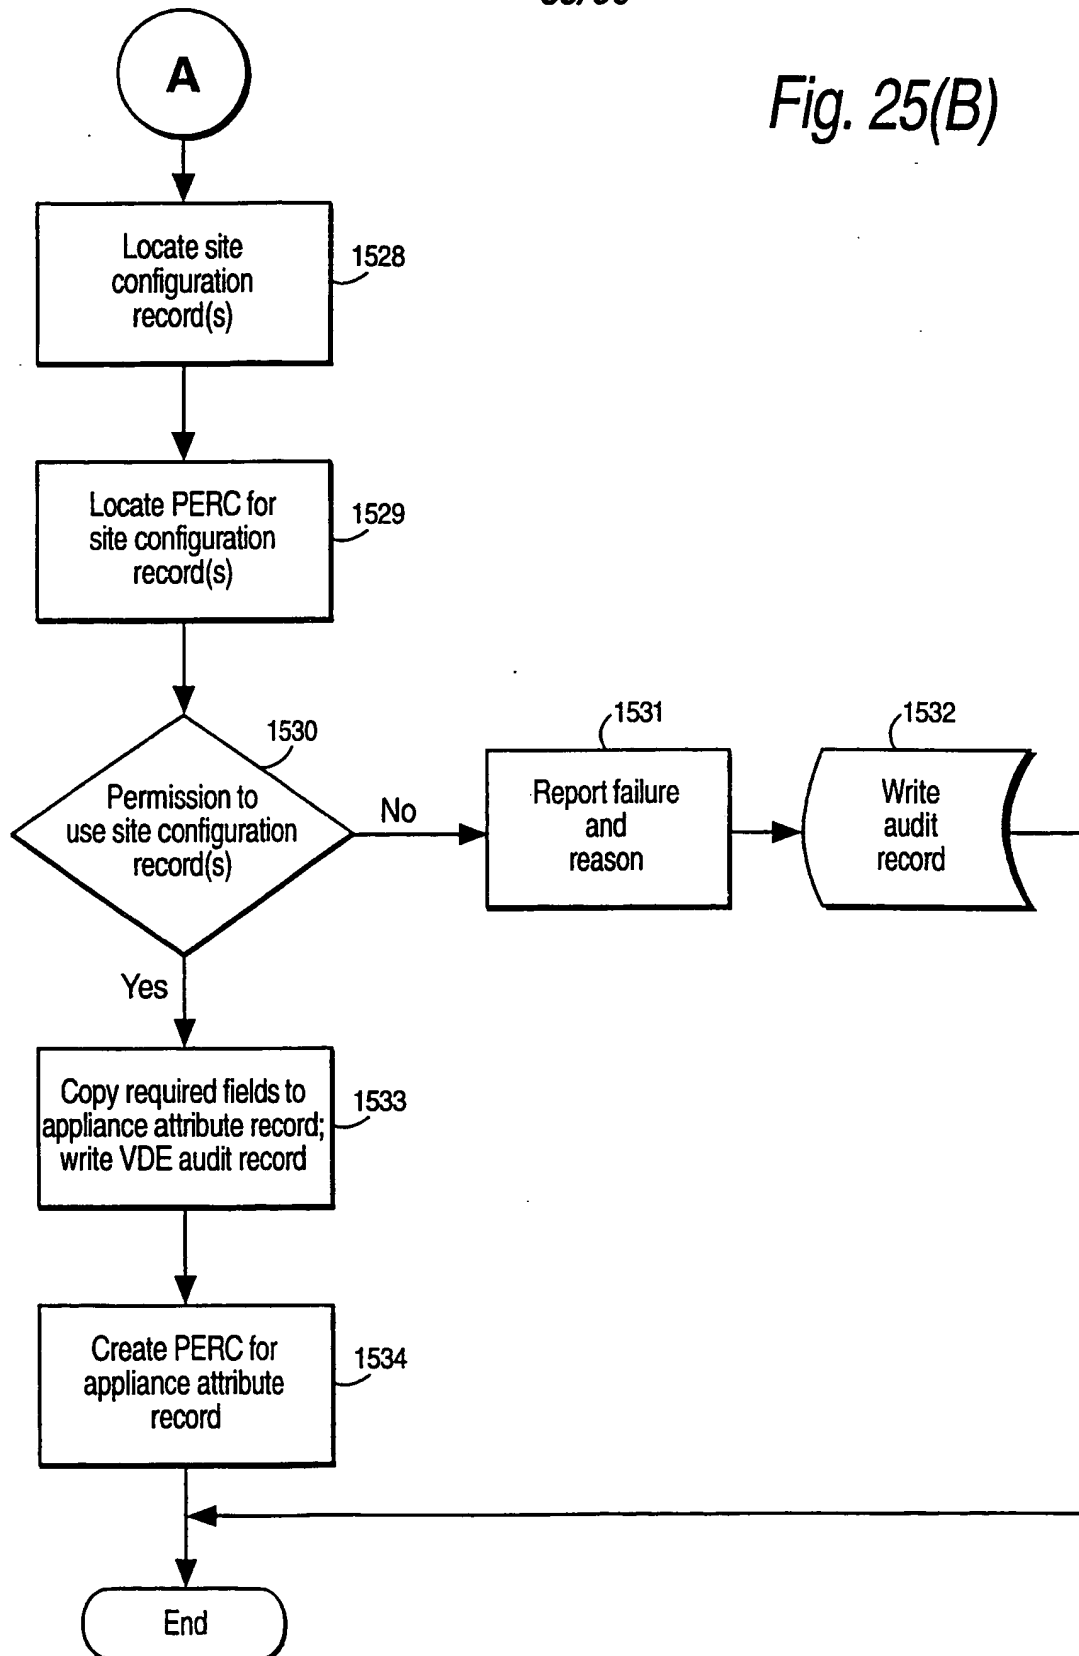 Fig. 25(B)
A
Locate site
configuration
record(s)
1528
Locate PERC for
site configuration
record(s)
1529
1530
Permission to
use site configuration
record(s)
No
1531
Report failure
and
reason
1532
Write
audit
record
Yes
Copy required fields to
appliance attribute record;
write VDE audit record
1533
Create PERC for
appliance attribute
record
1534
End